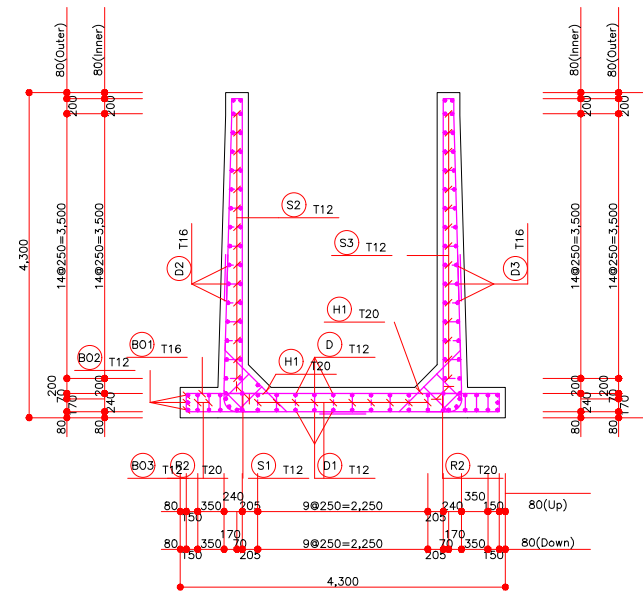 80(Outer)
80(Inner)
80(Inner)
80(Outer)
200
200
200
200
S2 T12
S3 T12
T16
D2
T16
D3
4,300
14@250=3,500
14@250=3,500
14@250=3,500
14@250=3,500
H1 T20
BO1 T16
D T12
BO2 T12
H1 T20
200
70
80
200
240
170
80
200
240
80
200
70
170
80
BO3 T12
R2 T20
S1 T12
D1 T12
R2 T20
80 150 350 240 205 9@250=2,250 205 240 350 150 80(Up)
80 150 350 170 70 205 9@250=2,250 205 70 170 350 150 80(Down)
4,300